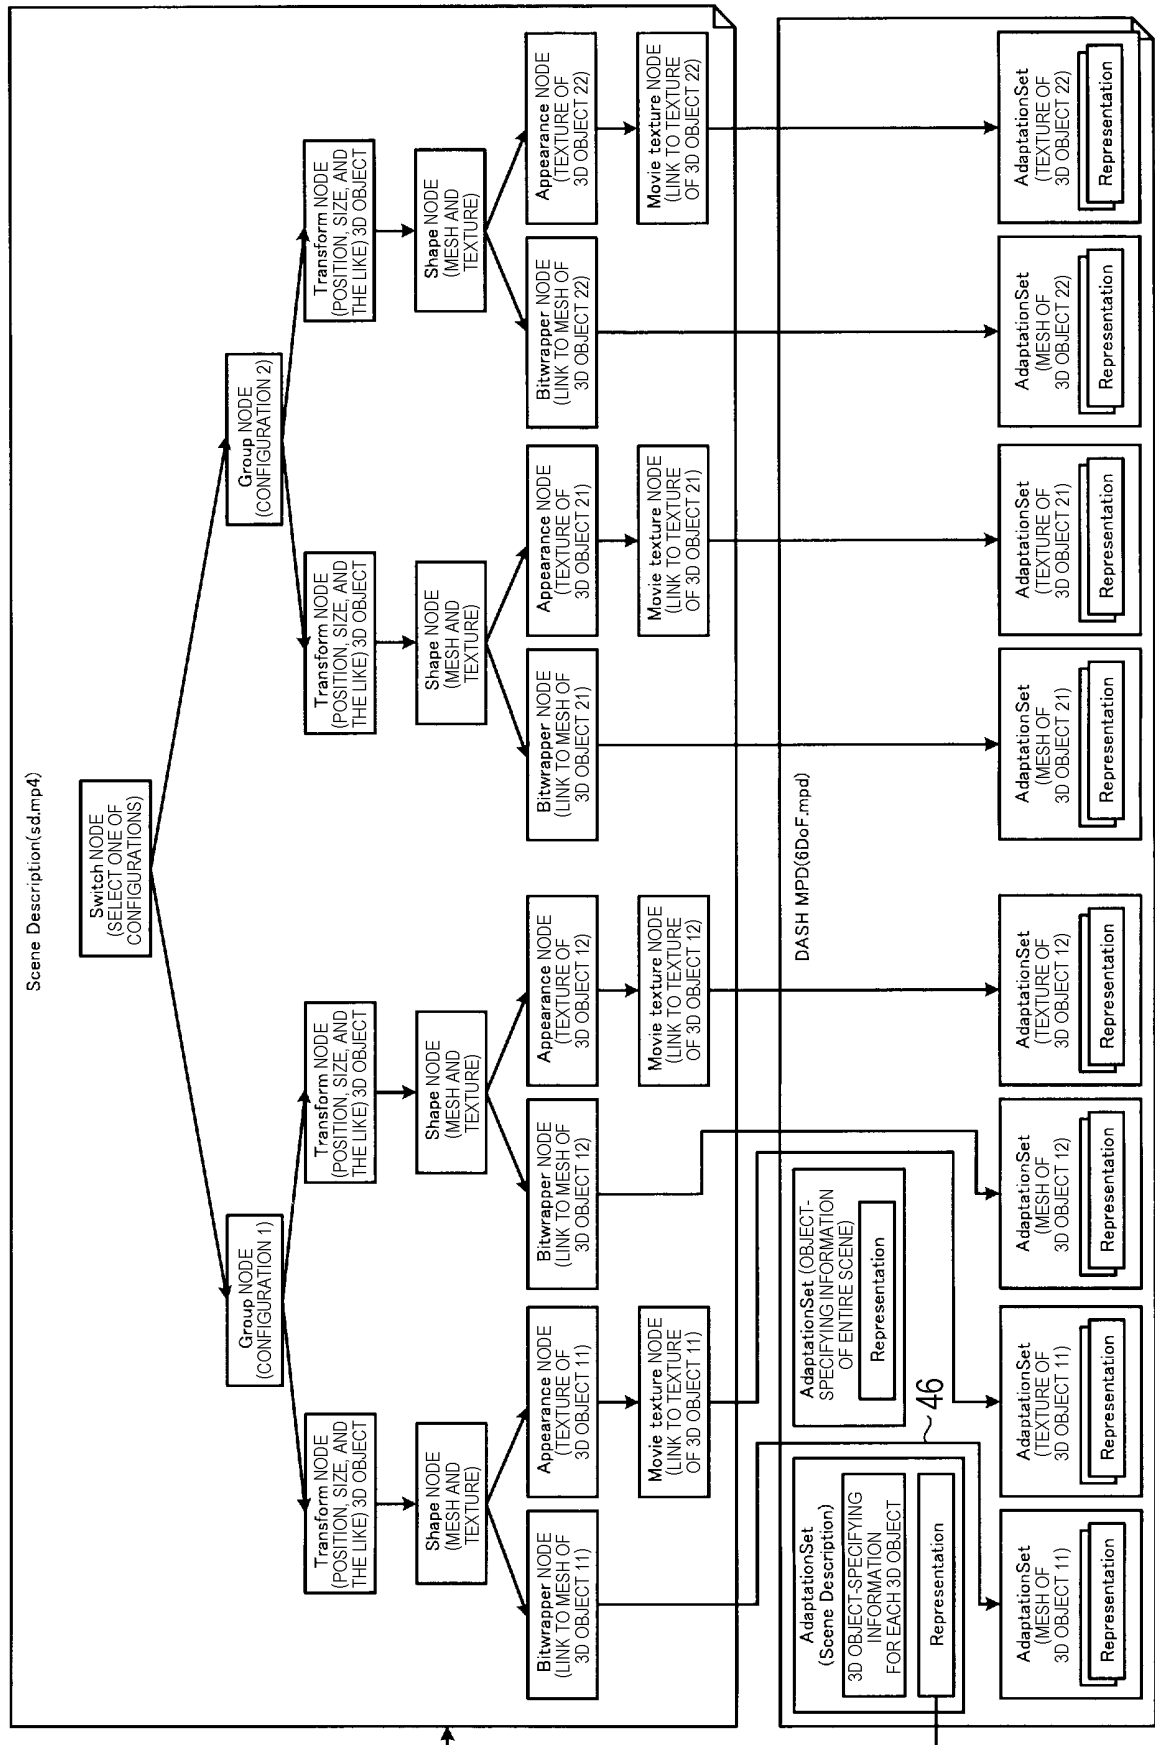 Scene Description(sd.mp4)
Switch NODE
(SELECT ONE OF
CONFIGURATIONS)
Group NODE
(CONFIGURATION 1)
Group NODE
(CONFIGURATION 2)
Transform NODE
(POSITION, SIZE, AND
THE LIKE) 3D OBJECT
Transform NODE
(POSITION, SIZE, AND
THE LIKE) 3D OBJECT
Transform NODE
(POSITION, SIZE, AND
THE LIKE) 3D OBJECT
Transform NODE
(POSITION, SIZE, AND
THE LIKE) 3D OBJECT
Shape NODE
(MESH AND
TEXTURE)
Shape NODE
(MESH AND
TEXTURE)
Shape NODE
(MESH AND
TEXTURE)
Shape NODE
(MESH AND
TEXTURE)
Bitwrapper NODE
(LINK TO MESH OF
3D OBJECT 11)
Appearance NODE
(TEXTURE OF
3D OBJECT 11)
Bitwrapper NODE
(LINK TO MESH OF
3D OBJECT 12)
Appearance NODE
(TEXTURE OF
3D OBJECT 12)
Bitwrapper NODE
(LINK TO MESH OF
3D OBJECT 21)
Appearance NODE
(TEXTURE OF
3D OBJECT 21)
Bitwrapper NODE
(LINK TO MESH OF
3D OBJECT 22)
Appearance NODE
(TEXTURE OF
3D OBJECT 22)
Movie texture NODE
(LINK TO TEXTURE
OF 3D OBJECT 11)
Movie texture NODE
(LINK TO TEXTURE
OF 3D OBJECT 12)
Movie texture NODE
(LINK TO TEXTURE
OF 3D OBJECT 21)
Movie texture NODE
(LINK TO TEXTURE
OF 3D OBJECT 22)
DASH MPD(6DoF.mpd)
AdaptationSet
(Scene Description)
3D OBJECT-SPECIFYING
INFORMATION
FOR EACH 3D OBJECT
Representation
46
AdaptationSet (OBJECT-
SPECIFYING INFORMATION
OF ENTIRE SCENE)
Representation
AdaptationSet
(MESH OF
3D OBJECT 11)
Representation
AdaptationSet
(TEXTURE OF
3D OBJECT 11)
Representation
AdaptationSet
(MESH OF
3D OBJECT 12)
Representation
AdaptationSet
(TEXTURE OF
3D OBJECT 12)
Representation
AdaptationSet
(MESH OF
3D OBJECT 21)
Representation
AdaptationSet
(TEXTURE OF
3D OBJECT 21)
Representation
AdaptationSet
(MESH OF
3D OBJECT 22)
Representation
AdaptationSet
(TEXTURE OF
3D OBJECT 22)
Representation